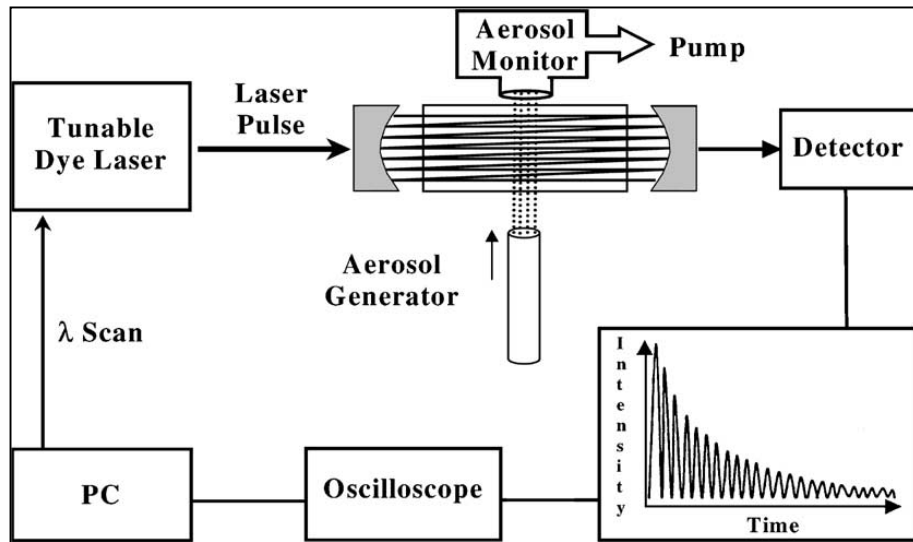 Aerosol
Monitor
Pump
Laser
Pulse
Tunable
Dye Laser
Detector
Aerosol
Generator
λ Scan
Intensity
Time
PC
Oscilloscope